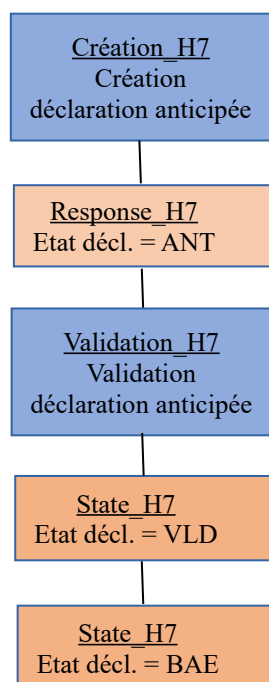 Création_H7
Création
déclaration anticipée
Response_H7
Etat décl. = ANT
Validation_H7
Validation
déclaration anticipée
State_H7
Etat décl. = VLD
State_H7
Etat décl. = BAE